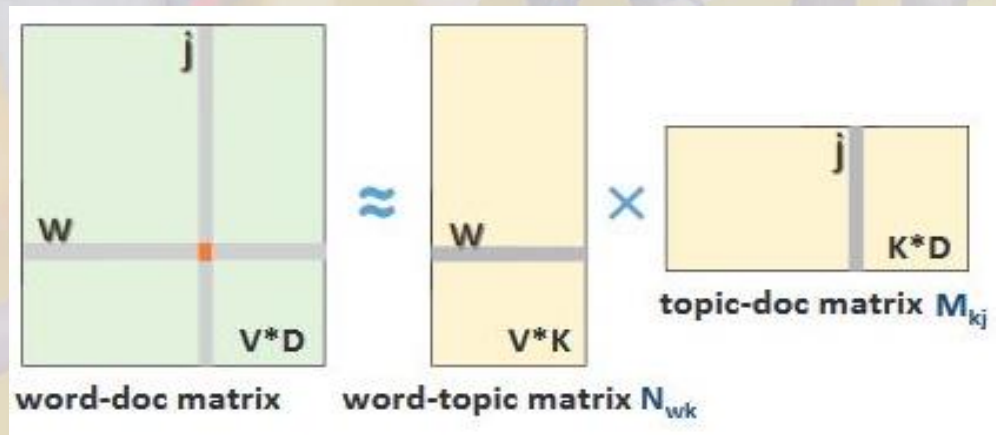 j
W
V*D
word-doc matrix
≈
W
V*K
word-topic matrix N_wk
×
j
K*D
topic-doc matrix M_kj